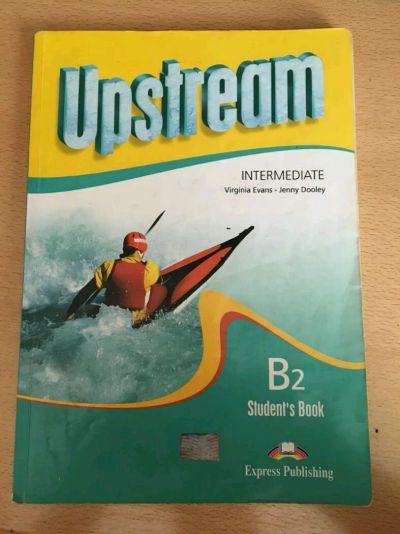 Upstream
INTERMEDIATE
Virginia Evans - Jenny Dooley
B2
Student's Book
Express Publishing